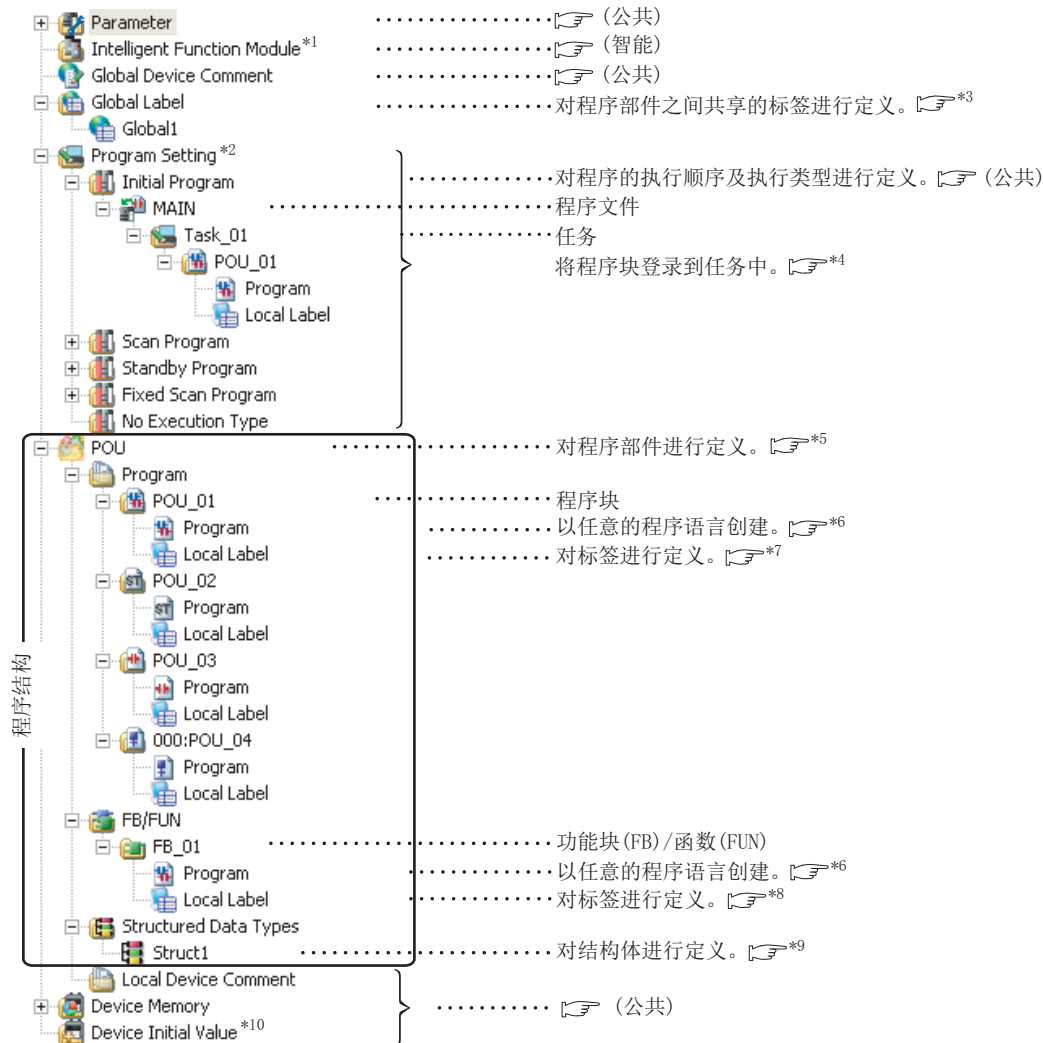 Parameter ··················☞ (公共)
Intelligent Function Module*1 ··················☞ (智能)
Global Device Comment ··················☞ (公共)
Global Label ··················对程序部件之间共享的标签进行定义。☞*3
Global1
Program Setting*2
Initial Program ··············对程序的执行顺序及执行类型进行定义。☞ (公共)
MAIN ··························程序文件
Task_01 ···············任务
POU_01 将程序块登录到任务中。☞*4
Program
Local Label
Scan Program
Standby Program
Fixed Scan Program
No Execution Type
POU ······················对程序部件进行定义。☞*5
Program
POU_01 ··················程序块
Program ·············以任意的程序语言创建。☞*6
Local Label ·············对标签进行定义。☞*7
POU_02
Program
Local Label
POU_03
程序结构
Program
Local Label
000:POU_04
Program
Local Label
FB/FUN
FB_01 ····························功能块(FB)/函数(FUN)
Program ··············以任意的程序语言创建。☞*6
Local Label ··············对标签进行定义。☞*8
Structured Data Types
Struct1 ·························对结构体进行定义。☞*9
Local Device Comment
Device Memory ··········· ☞ (公共)
Device Initial Value*10